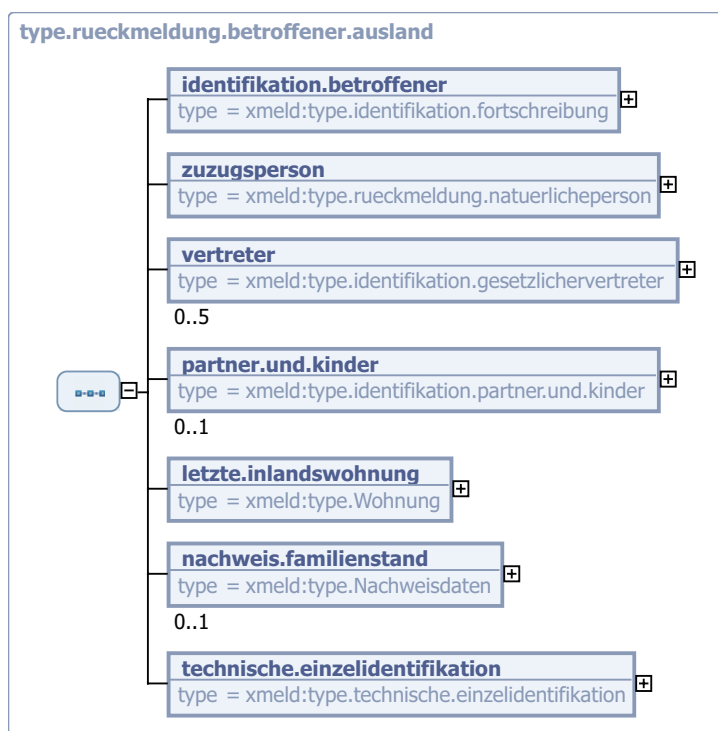 type.rueckmeldung.betroffener.ausland
identifikation.betroffener
type = xmeld:type.identifikation.fortschreibung
zuzugsperson
type = xmeld:type.rueckmeldung.natuerlicheperson
vertreter
type = xmeld:type.identifikation.gesetzlichervertreter
0..5
partner.und.kinder
type = xmeld:type.identifikation.partner.und.kinder
0..1
letzte.inlandswohnung
type = xmeld:type.Wohnung
nachweis.familienstand
type = xmeld:type.Nachweisdaten
0..1
technische.einzelidentifikation
type = xmeld:type.technische.einzelidentifikation